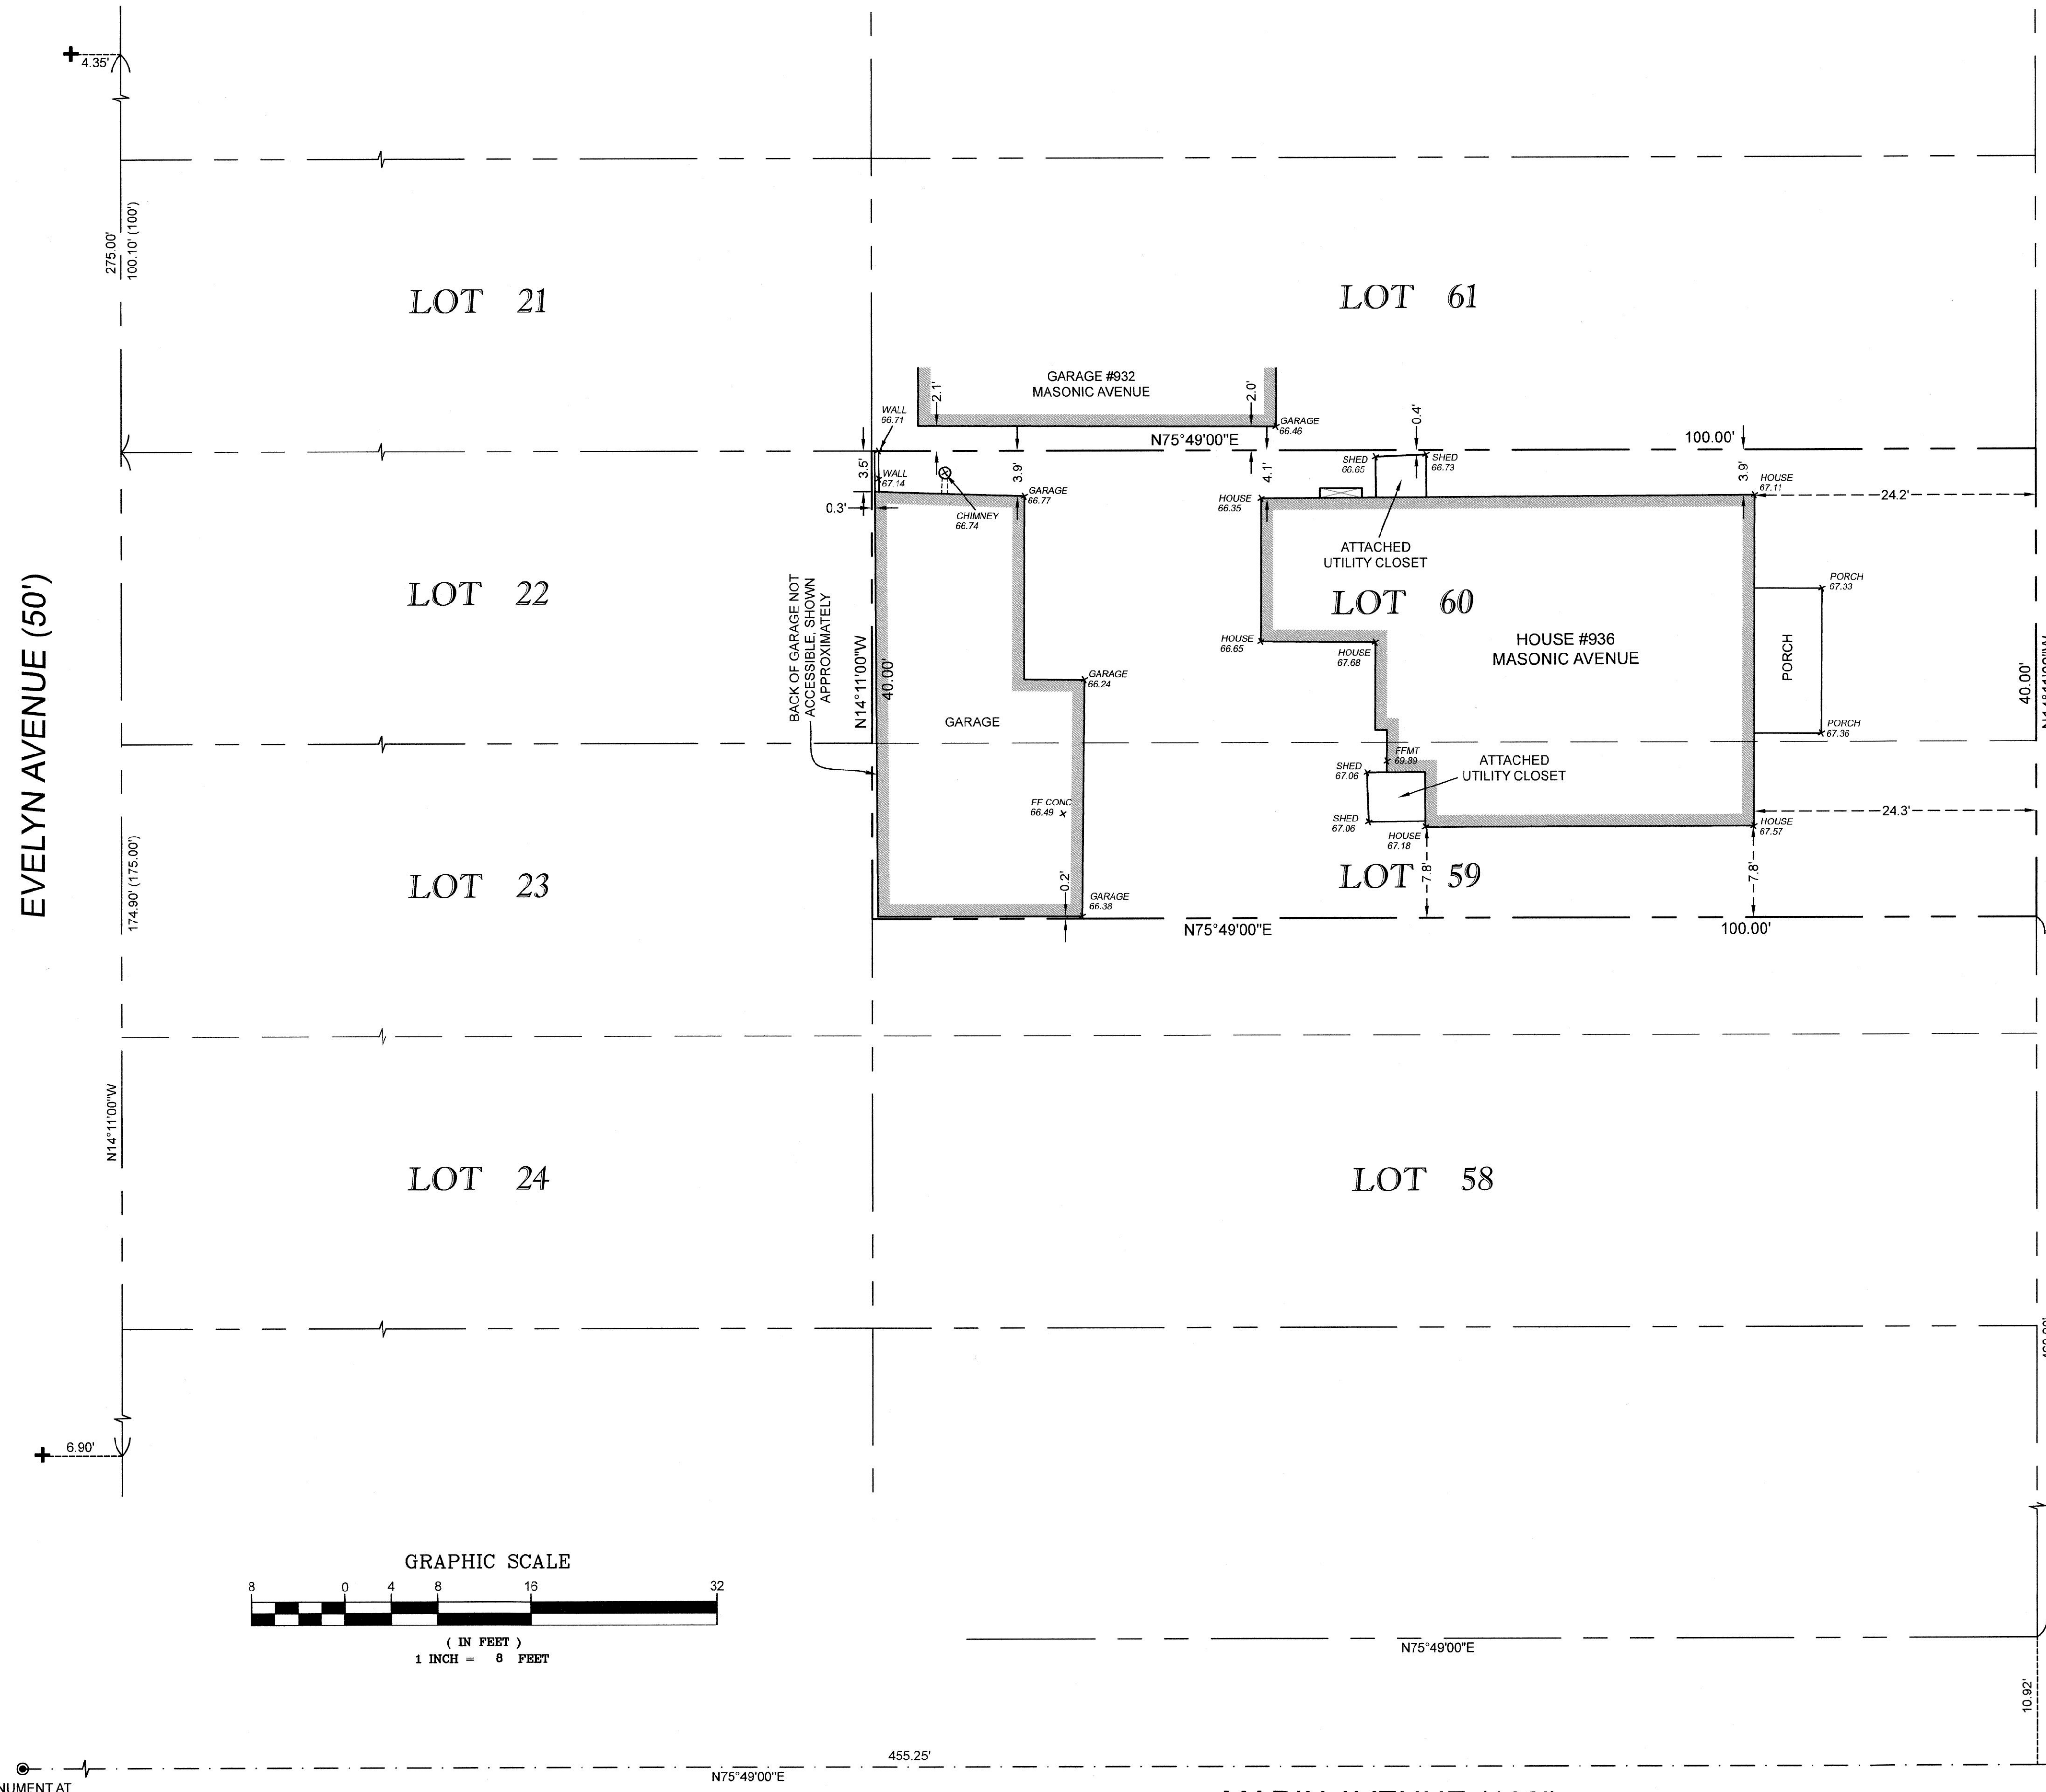 4.35'
275.00'
100.10' (100')
LOT 21
LOT 61
GARAGE #932
MASONIC AVENUE
2.1'
2.0'
WALL
66.71
GARAGE
66.46
0.4'
N75°49'00"E
100.00'
3.5'
WALL
67.14
3.9'
4.1'
SHED
66.65
SHED
66.73
3.9'
HOUSE
67.11
24.2'
0.3'
GARAGE
66.77
CHIMNEY
66.74
HOUSE
66.35
ATTACHED
UTILITY CLOSET
EVELYN AVENUE (50')
LOT 22
BACK OF GARAGE NOT
ACCESSIBLE, SHOWN
APPROXIMATELY
N14°11'00"W
40.00'
LOT 60
PORCH
67.33
HOUSE
66.65
HOUSE
67.68
HOUSE #936
MASONIC AVENUE
PORCH
40.00'
GARAGE
66.24
GARAGE
PORCH
67.36
FFMT
69.89
SHED
67.06
ATTACHED
UTILITY CLOSET
FF CONC
66.49
SHED
67.06
HOUSE
67.18
24.3'
HOUSE
67.57
174.90' (175.00')
LOT 23
LOT 59
0.2'
7.8'
7.8'
GARAGE
66.38
N75°49'00"E
100.00'
N14°11'00"W
LOT 24
LOT 58
6.90'
GRAPHIC SCALE
8 0 4 8 16 32
( IN FEET )
1 INCH = 8 FEET
N75°49'00"E
10.92'
455.25'
N75°49'00"E